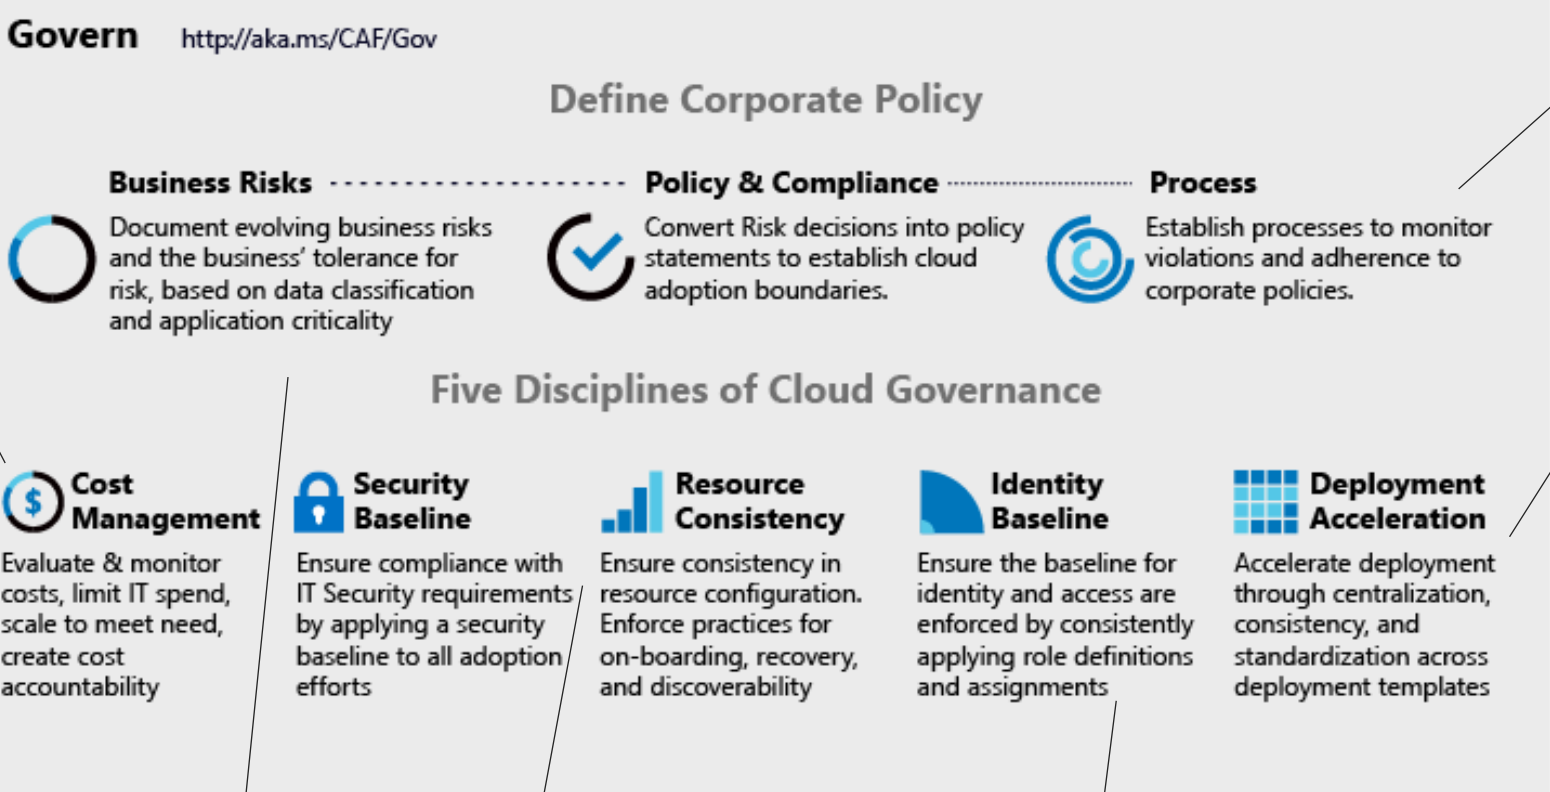 Govern http://aka.ms/CAF/Gov
Define Corporate Policy
Business Risks
Document evolving business risks
and the business’ tolerance for
risk, based on data classification
and application criticality
Policy & Compliance
Convert Risk decisions into policy
statements to establish cloud
adoption boundaries.
Process
Establish processes to monitor
violations and adherence to
corporate policies.
Five Disciplines of Cloud Governance
$
Cost
Management
Evaluate & monitor
costs, limit IT spend,
scale to meet need,
create cost
accountability
Security
Baseline
Ensure compliance with
IT Security requirements
by applying a security
baseline to all adoption
efforts
Resource
Consistency
Ensure consistency in
resource configuration.
Enforce practices for
on-boarding, recovery,
and discoverability
Identity
Baseline
Ensure the baseline for
identity and access are
enforced by consistently
applying role definitions
and assignments
Deployment
Acceleration
Accelerate deployment
through centralization,
consistency, and
standardization across
deployment templates